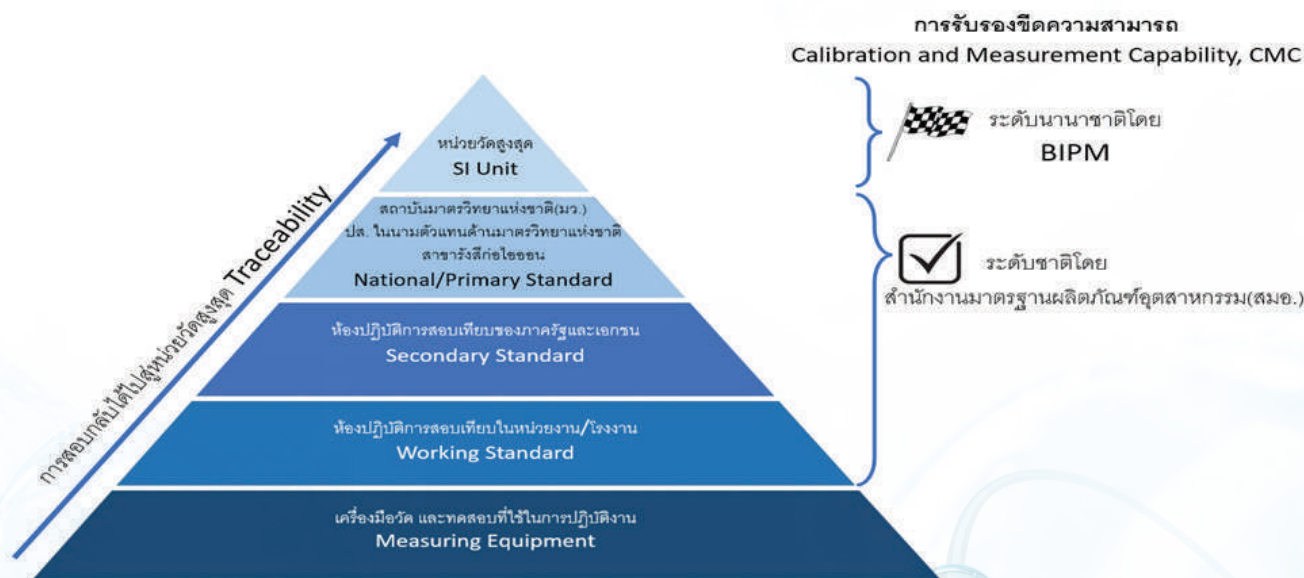 การรับรองขีดความสามารถ
Calibration and Measurement Capability, CMC
ระดับนานาชาติโดย
BIPM
หน่วยวัดสูงสุด
SI Unit
สถาบันมาตรวิทยาแห่งชาติ(มว.)
ปส. ในนามตัวแทนด้านมาตรวิทยาแห่งชาติ
สาขารังสีก่อไอออน
National/Primary Standard
ระดับชาติโดย
สำนักงานมาตรฐานผลิตภัณฑ์อุตสาหกรรม(สมอ.)
ห้องปฏิบัติการสอบเทียบของภาครัฐและเอกชน
Secondary Standard
ห้องปฏิบัติการสอบเทียบในหน่วยงาน/โรงงาน
Working Standard
เครื่องมือวัด และทดสอบที่ใช้ในการปฏิบัติงาน
Measuring Equipment
การสอบกลับได้ไปสู่หน่วยวัดสูงสุด Traceability